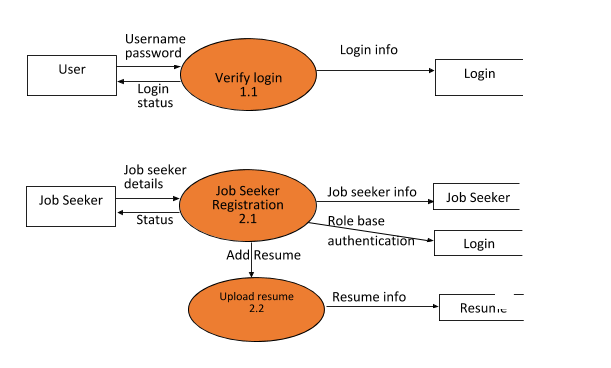 Username
password
User
Login
status
Verify login
1.1
Login info
Login
Job seeker
details
Job Seeker
Status
Job Seeker
Registration
2.1
Job seeker info
Job Seeker
Role base
authentication
Login
Add Resume
Upload resume
2.2
Resume info
Resume